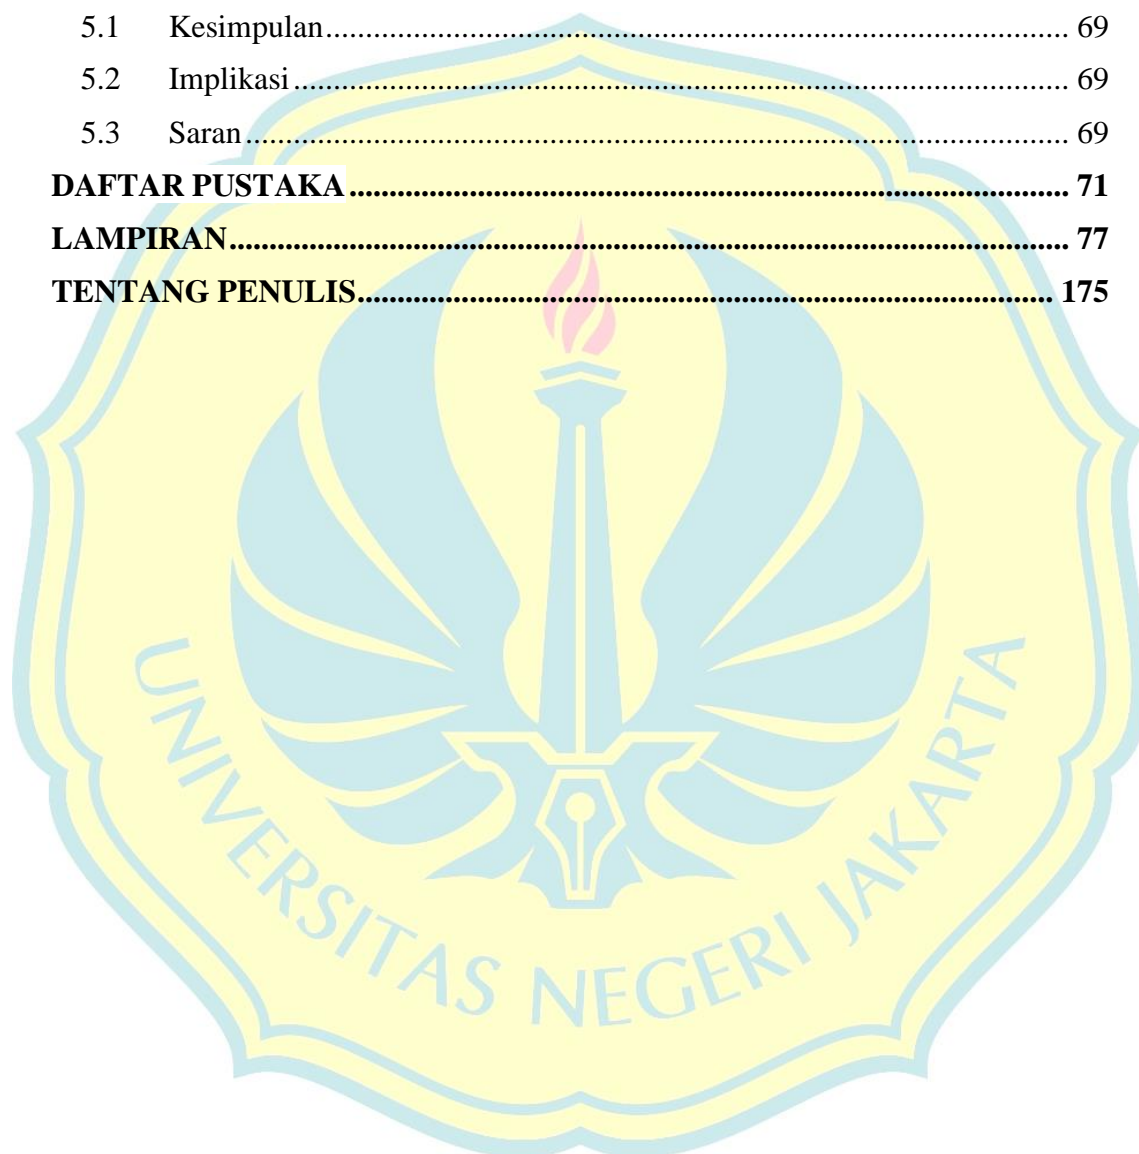 5.1 Kesimpulan........................................................................................... 69
5.2 Implikasi............................................................................................... 69
5.3 Saran..................................................................................................... 69
DAFTAR PUSTAKA......................................................................................... 71
LAMPIRAN........................................................................................................ 77
TENTANG PENULIS....................................................................................... 175
UNIVERSITAS NEGERI JAKARTA